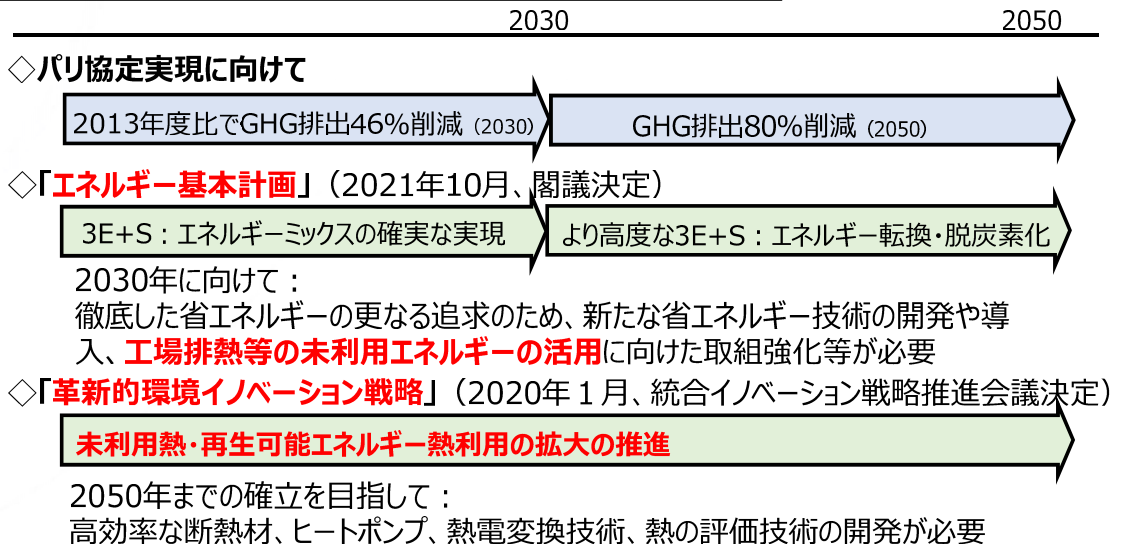 2030 2050
◇パリ協定実現に向けて
2013年度比でGHG排出46%削減（2030） GHG排出80%削減（2050）
◇「エネルギー基本計画」（2021年10月、閣議決定）
3E+S：エネルギーミックスの確実な実現 より高度な3E+S：エネルギー転換・脱炭素化
2030年に向けて：
徹底した省エネルギーの更なる追求のため、新たな省エネルギー技術の開発や導
入、工場排熱等の未利用エネルギーの活用に向けた取組強化等が必要
◇「革新的環境イノベーション戦略」（2020年１月、統合イノベーション戦略推進会議決定）
未利用熱・再生可能エネルギー熱利用の拡大の推進
2050年までの確立を目指して：
高効率な断熱材、ヒートポンプ、熱電変換技術、熱の評価技術の開発が必要